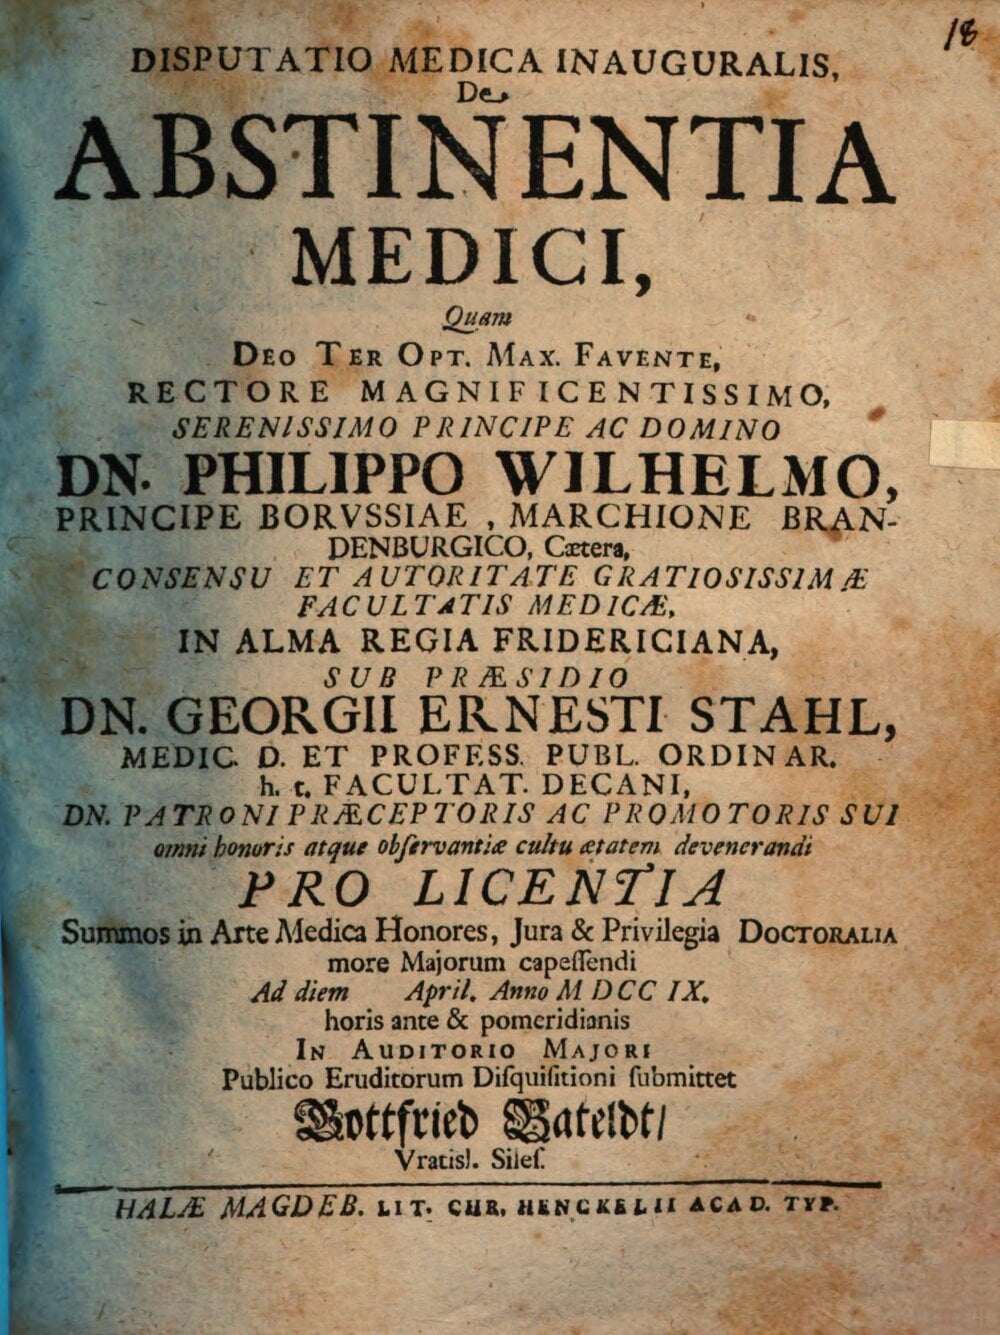 18
DISPUTATIO MEDICA INAUGURALIS,
De
ABSTINENTIA
MEDICI,
Quam
DEO TER OPT. MAX. FAVENTE,
RECTORE MAGNIFICENTISSIMO,
SERENISSIMO PRINCIPE AC DOMINO
DN. PHILIPPO WILHELMO,
PRINCIPE BORVSSIAE, MARCHIONE BRAN-
DENBURGICO, Cætera,
CONSENSU ET AUTORITATE GRATIOSISSIMÆ
FACULTATIS MEDICÆ,
IN ALMA REGIA FRIDERICIANA,
SUB PRÆSIDIO
DN. GEORGII ERNESTI STAHL,
MEDIC. D. ET PROFESS. PUBL. ORDINAR.
h. t. FACULTAT. DECANI,
DN. PATRONI PRÆCEPTORIS AC PROMOTORIS SUI
omni honoris atque obſervantiæ cultu ætatem devenerandi
PRO LICENTIA
Summos in Arte Medica Honores, Jura & Privilegia DOCTORALIA
more Majorum capeſſendi
Ad diem April. Anno MDCCIX.
horis ante & pomeridianis
IN AUDITORIO MAJORI
Publico Eruditorum Diſquiſitioni ſubmittet
Gottfried Bateldt/
Vratisl. Sileſ.
HALÆ MAGDEB. LIT. CHR. HENCKELII ACAD. TYP.